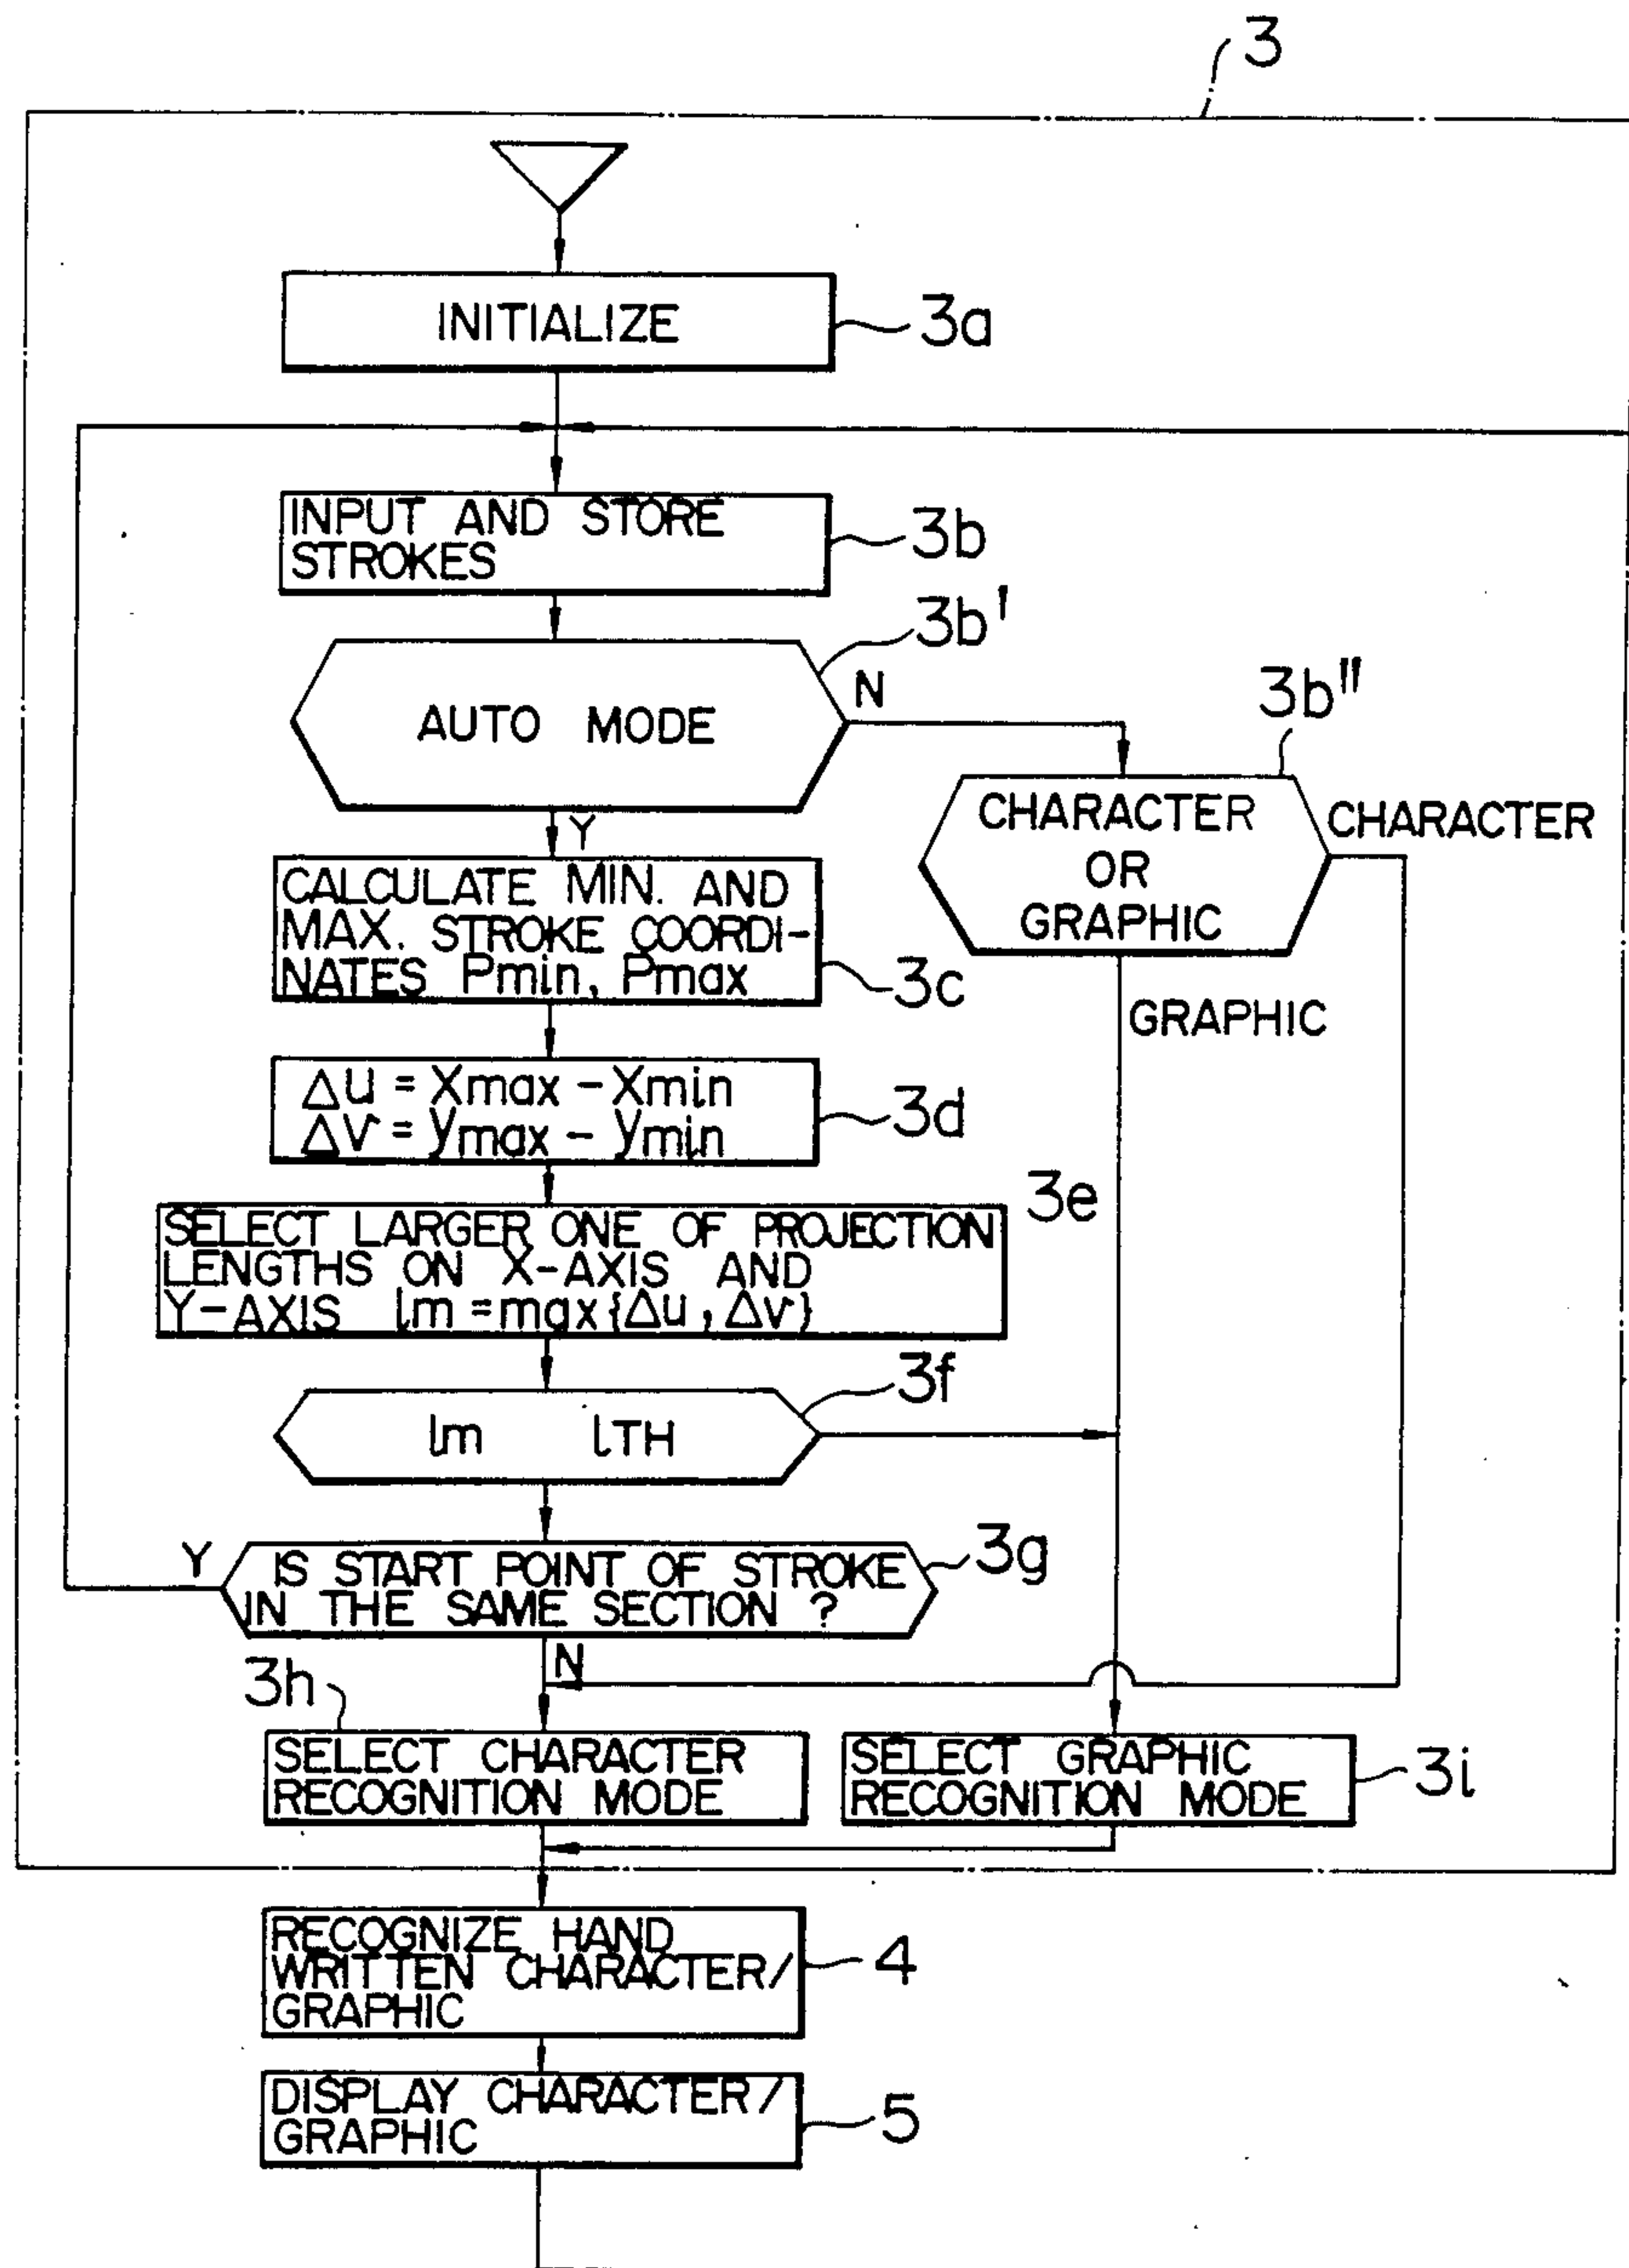 3
INITIALIZE
3a
INPUT AND STORE
STROKES
3b
3b'
AUTO MODE
N
3b"
CHARACTER
OR
GRAPHIC
CHARACTER
Y
CALCULATE MIN. AND
MAX. STROKE COORDI-
NATES Pmin, Pmax
3c
GRAPHIC
Δu = Xmax - Xmin
Δv = ymax - ymin
3d
3e
SELECT LARGER ONE OF PROJECTION
LENGTHS ON X-AXIS AND
Y-AXIS lm = max{Δu, Δv}
3f
lm lTH
Y
IS START POINT OF STROKE
IN THE SAME SECTION ?
3g
N
3h
SELECT CHARACTER
RECOGNITION MODE
SELECT GRAPHIC
RECOGNITION MODE
3i
RECOGNIZE HAND
WRITTEN CHARACTER/
GRAPHIC
4
DISPLAY CHARACTER/
GRAPHIC
5